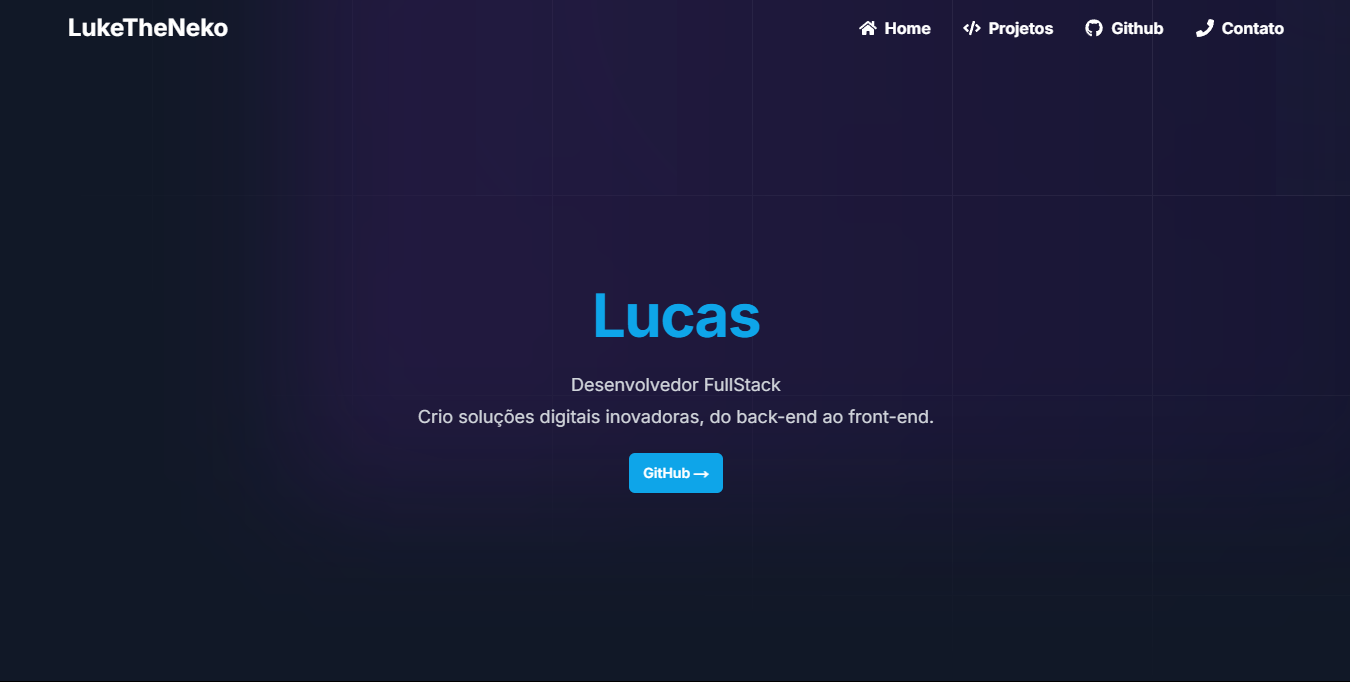 LukeTheNeko
Home Projetos Github Contato
Lucas
Desenvolvedor FullStack
Crio soluções digitais inovadoras, do back-end ao front-end.
GitHub →